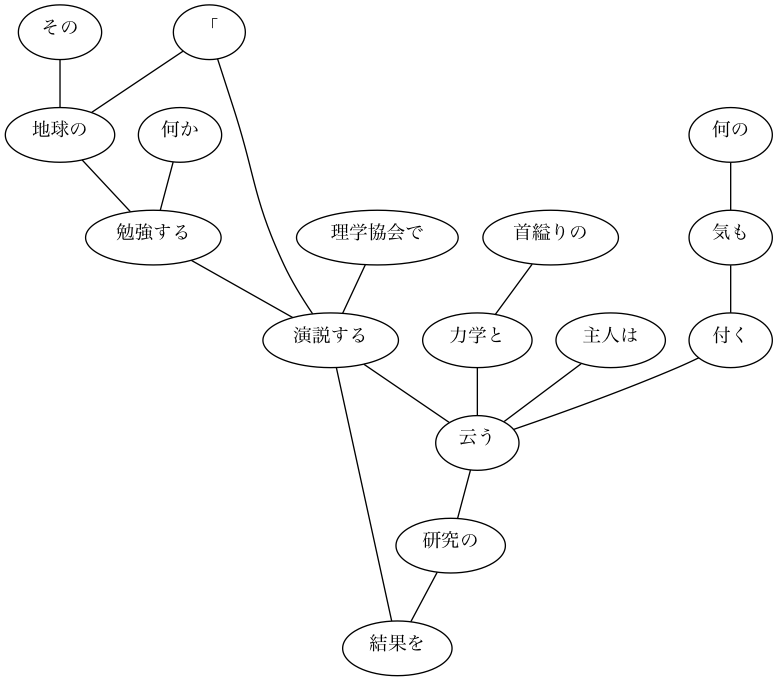 その
「
地球の
何か
何の
勉強する
理学協会で
首縊りの
気も
演説する
力学と
主人は
付く
云う
研究の
結果を